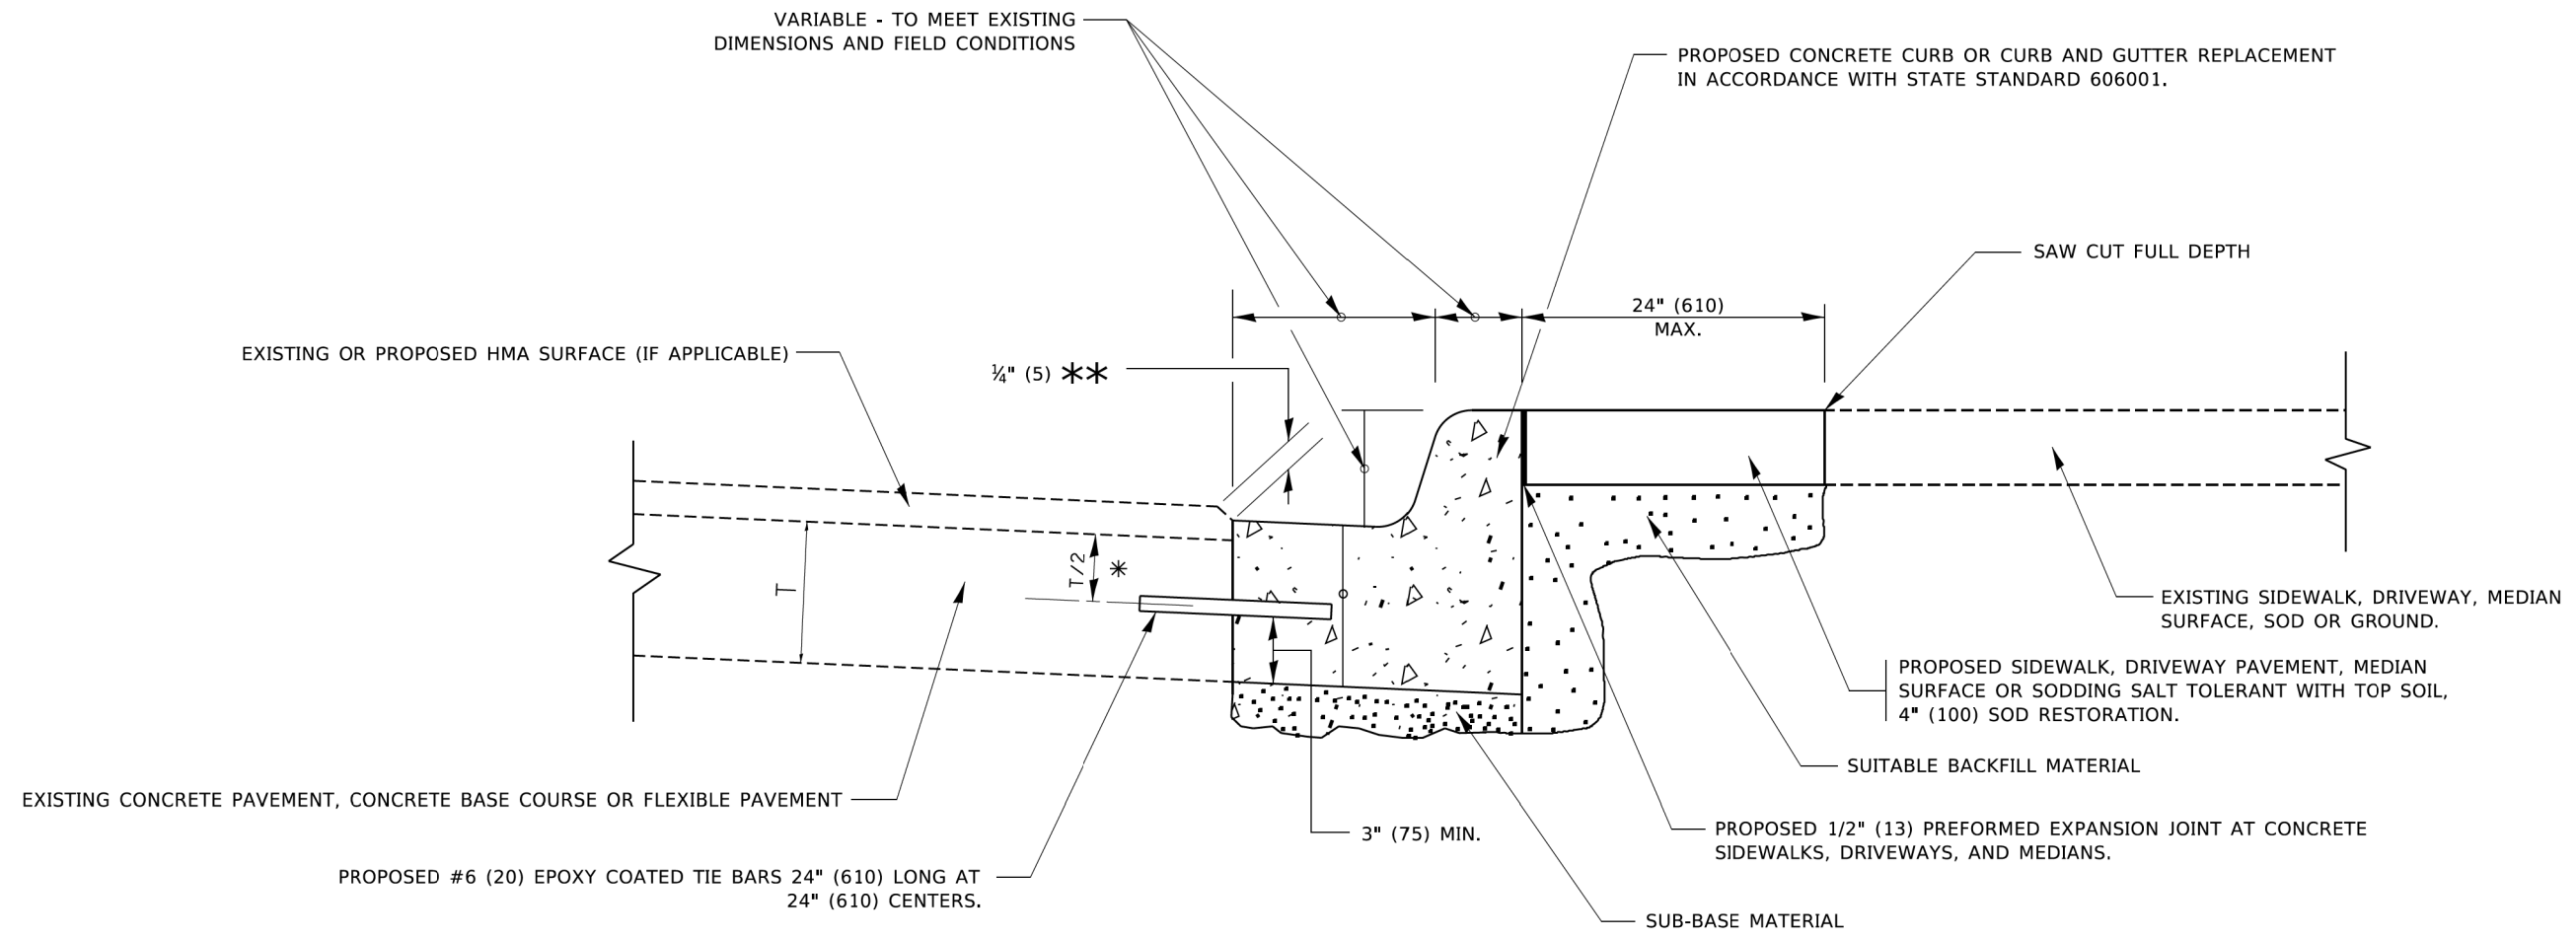 VARIABLE - TO MEET EXISTING
DIMENSIONS AND FIELD CONDITIONS
PROPOSED CONCRETE CURB OR CURB AND GUTTER REPLACEMENT
IN ACCORDANCE WITH STATE STANDARD 606001.
SAW CUT FULL DEPTH
24" (610)
MAX.
EXISTING OR PROPOSED HMA SURFACE (IF APPLICABLE)
¼" (5) **
T/2 *
T
EXISTING SIDEWALK, DRIVEWAY, MEDIAN
SURFACE, SOD OR GROUND.
PROPOSED SIDEWALK, DRIVEWAY PAVEMENT, MEDIAN
SURFACE OR SODDING SALT TOLERANT WITH TOP SOIL,
4" (100) SOD RESTORATION.
SUITABLE BACKFILL MATERIAL
EXISTING CONCRETE PAVEMENT, CONCRETE BASE COURSE OR FLEXIBLE PAVEMENT
3" (75) MIN.
PROPOSED 1/2" (13) PREFORMED EXPANSION JOINT AT CONCRETE
SIDEWALKS, DRIVEWAYS, AND MEDIANS.
PROPOSED #6 (20) EPOXY COATED TIE BARS 24" (610) LONG AT
24" (610) CENTERS.
SUB-BASE MATERIAL